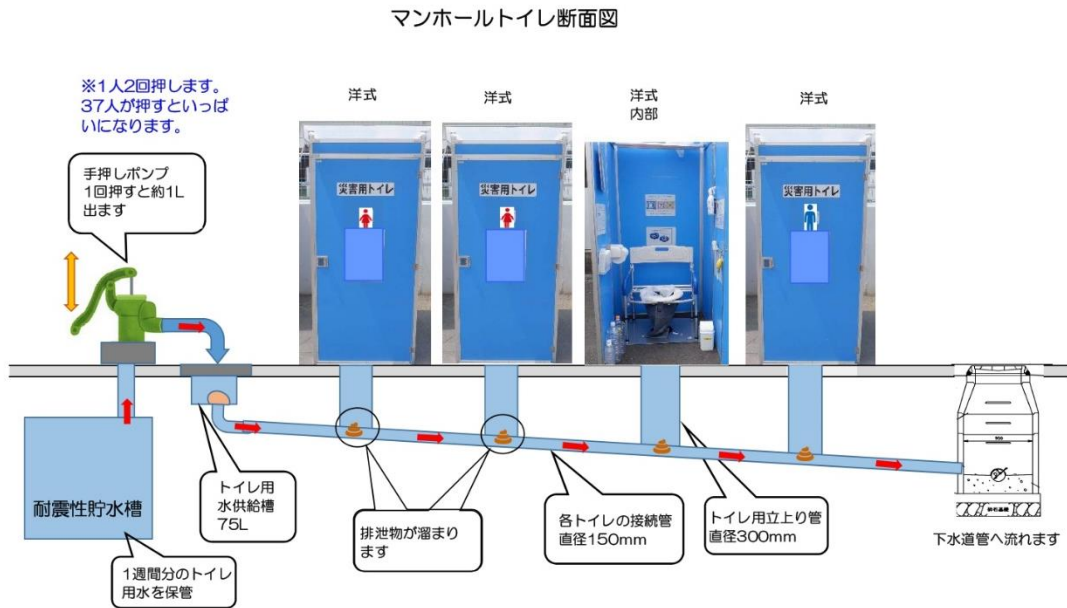 マンホールトイレ断面図
※1人2回押します。
37人が押すといっぱ
いになります。
手押しポンプ
1回押すと約1L
出ます
洋式
洋式
洋式
内部
洋式
災害用トイレ
災害用トイレ
災害用トイレ
耐震性貯水槽
1週間分のトイレ
用水を保管
トイレ用
水供給槽
75L
排泄物が溜まり
ます
各トイレの接続管
直径150mm
トイレ用立上り管
直径300mm
下水道管へ流れます